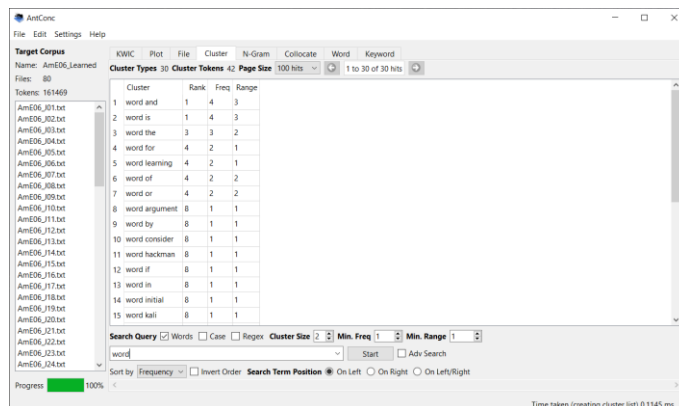 AntConc
File Edit Settings Help
Target Corpus
Name: AmE06_Learned
Files: 80
Tokens: 161469
AmE06_J01.txt
AmE06_J02.txt
AmE06_J03.txt
AmE06_J04.txt
AmE06_J05.txt
AmE06_J06.txt
AmE06_J07.txt
AmE06_J08.txt
AmE06_J09.txt
AmE06_J10.txt
AmE06_J11.txt
AmE06_J12.txt
AmE06_J13.txt
AmE06_J14.txt
AmE06_J15.txt
AmE06_J16.txt
AmE06_J17.txt
AmE06_J18.txt
AmE06_J19.txt
AmE06_J20.txt
AmE06_J21.txt
AmE06_J22.txt
AmE06_J23.txt
AmE06_J24.txt
Progress 100%
KWIC Plot File Cluster N-Gram Collocate Word Keyword
Cluster Types 30 Cluster Tokens 42 Page Size 100 hits 1 to 30 of 30 hits
Cluster Rank Freq Range
1 word and 1 4 3
2 word is 1 4 3
3 word the 3 3 2
4 word for 4 2 1
5 word learning 4 2 1
6 word of 4 2 2
7 word or 4 2 2
8 word argument 8 1 1
9 word by 8 1 1
10 word consider 8 1 1
11 word hackman 8 1 1
12 word if 8 1 1
13 word in 8 1 1
14 word initial 8 1 1
15 word kali 8 1 1
Search Query Words Case Regex Cluster Size 2 Min. Freq 1 Min. Range 1
word Start Adv Search
Sort by Frequency Invert Order Search Term Position On Left On Right On Left/Right
Time taken (creating cluster list) 0.1145 ms